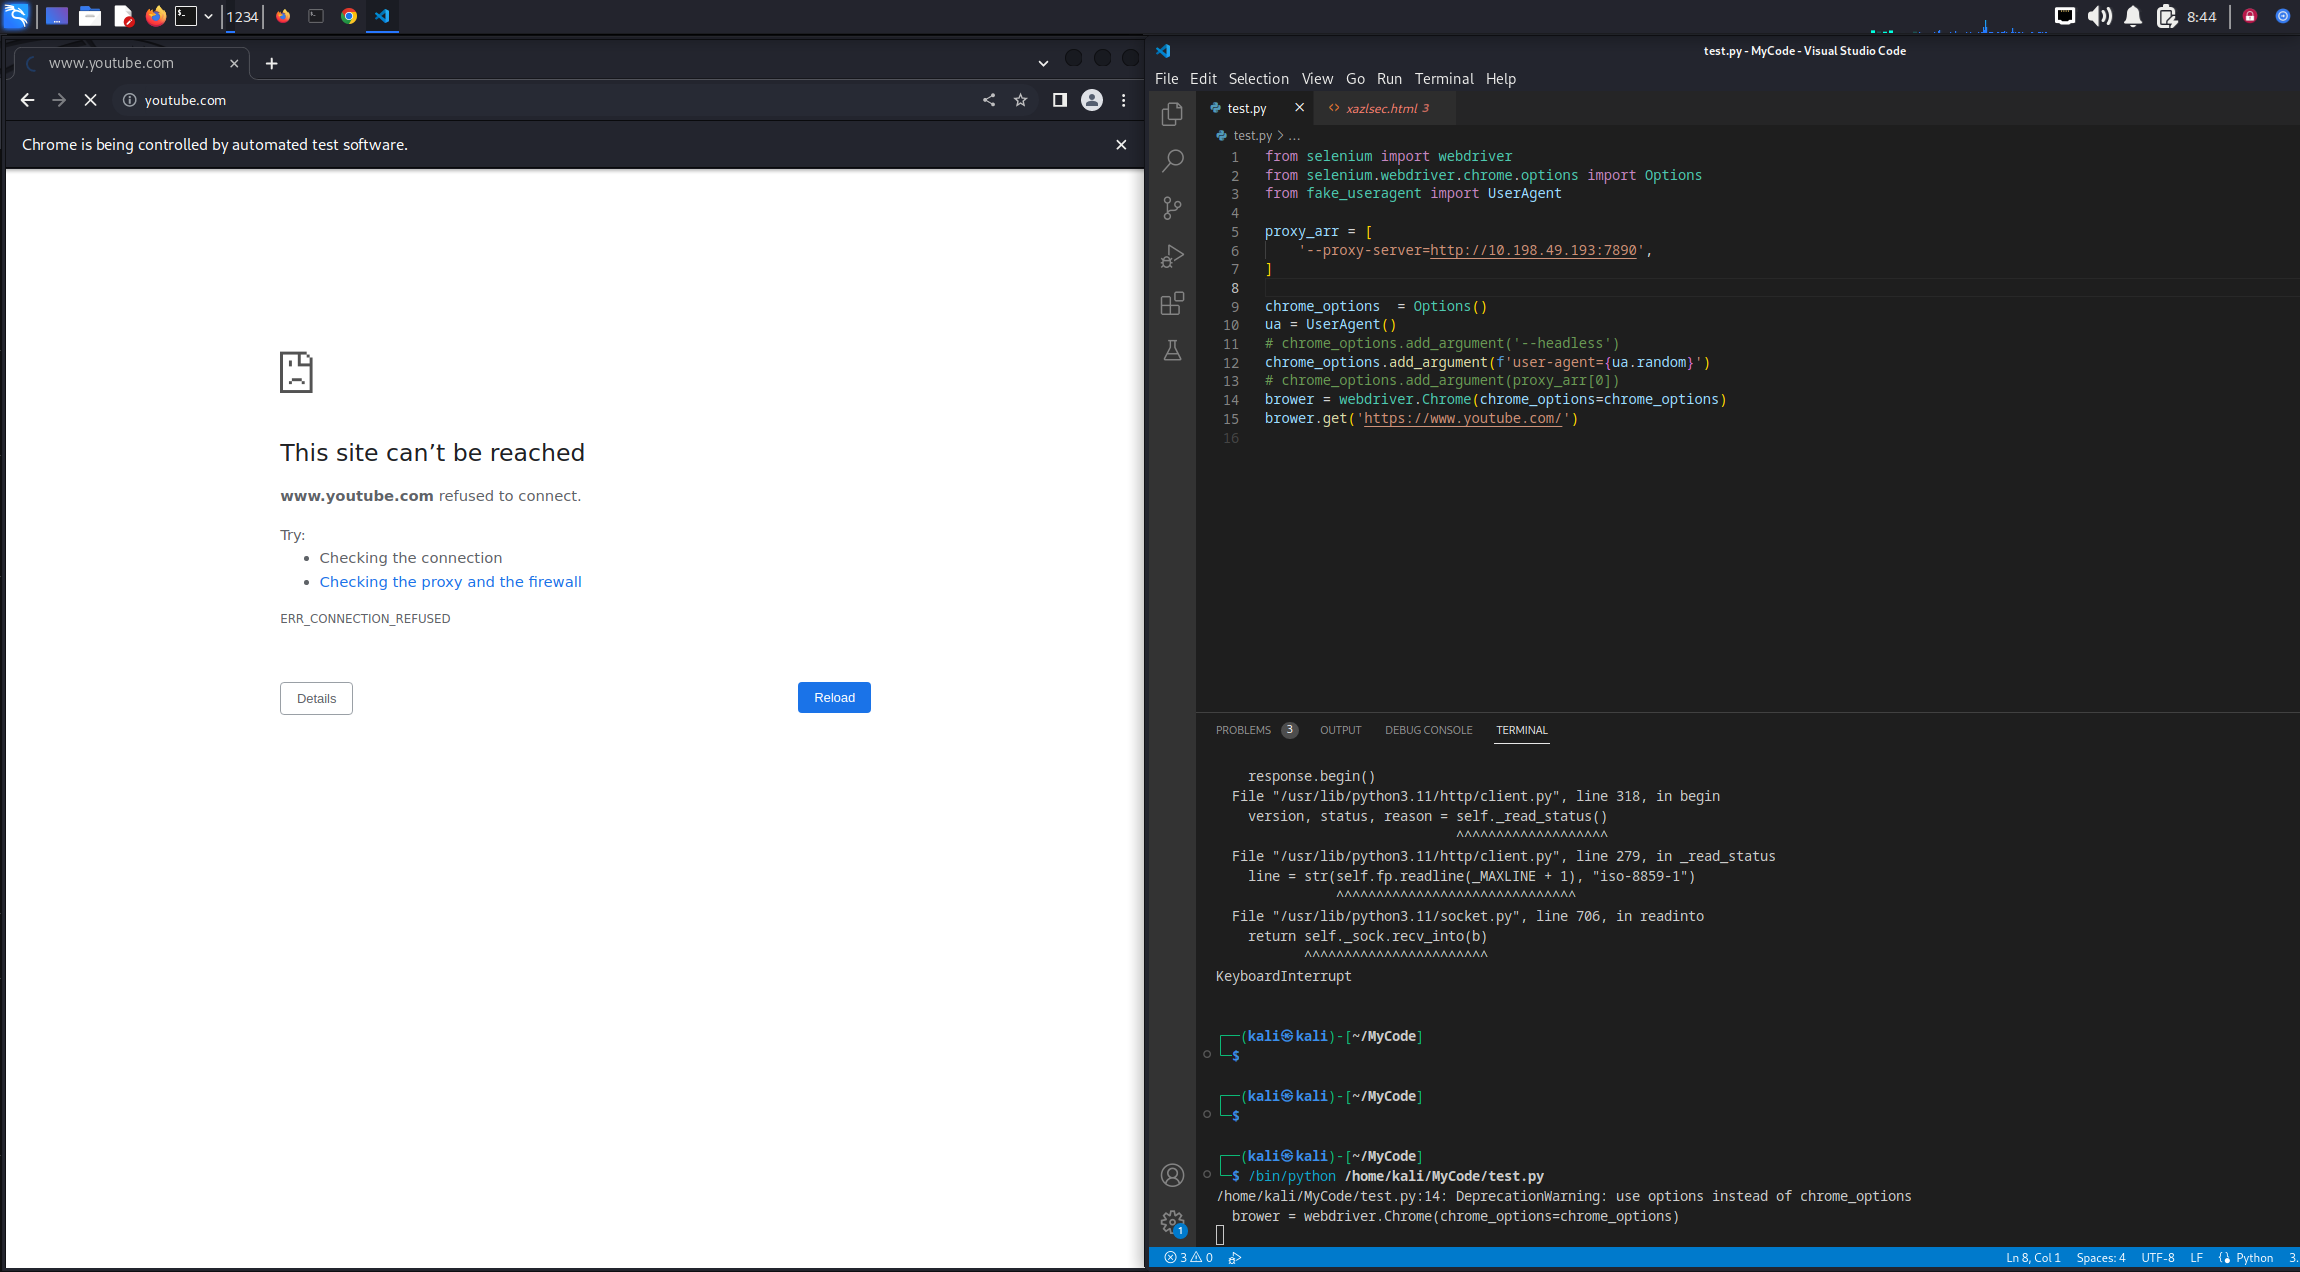 1234
8:44
www.youtube.com
youtube.com
Chrome is being controlled by automated test software.
This site can’t be reached
www.youtube.com refused to connect.
Try:
• Checking the connection
• Checking the proxy and the firewall
ERR_CONNECTION_REFUSED
Details
Reload
test.py - MyCode - Visual Studio Code
File Edit Selection View Go Run Terminal Help
test.py
xazlsec.html 3
test.py > ...
1 from selenium import webdriver
2 from selenium.webdriver.chrome.options import Options
3 from fake_useragent import UserAgent
4
5 proxy_arr = [
6 '--proxy-server=http://10.198.49.193:7890',
7 ]
8
9 chrome_options  = Options()
10 ua = UserAgent()
11 # chrome_options.add_argument('--headless')
12 chrome_options.add_argument(f'user-agent={ua.random}')
13 # chrome_options.add_argument(proxy_arr[0])
14 brower = webdriver.Chrome(chrome_options=chrome_options)
15 brower.get('https://www.youtube.com/')
16
PROBLEMS 3 OUTPUT DEBUG CONSOLE TERMINAL
response.begin()
File "/usr/lib/python3.11/http/client.py", line 318, in begin
version, status, reason = self._read_status()
^^^^^^^^^^^^^^^^^^^
File "/usr/lib/python3.11/http/client.py", line 279, in _read_status
line = str(self.fp.readline(_MAXLINE + 1), "iso-8859-1")
^^^^^^^^^^^^^^^^^^^^^^^^^^^^^^
File "/usr/lib/python3.11/socket.py", line 706, in readinto
return self._sock.recv_into(b)
^^^^^^^^^^^^^^^^^^^^^^^
KeyboardInterrupt
┌──(kali㉿kali)-[~/MyCode]
└─$
┌──(kali㉿kali)-[~/MyCode]
└─$
┌──(kali㉿kali)-[~/MyCode]
└─$ /bin/python /home/kali/MyCode/test.py
/home/kali/MyCode/test.py:14: DeprecationWarning: use options instead of chrome_options
brower = webdriver.Chrome(chrome_options=chrome_options)
1
3 0
Ln 8, Col 1 Spaces: 4 UTF-8 LF Python 3.